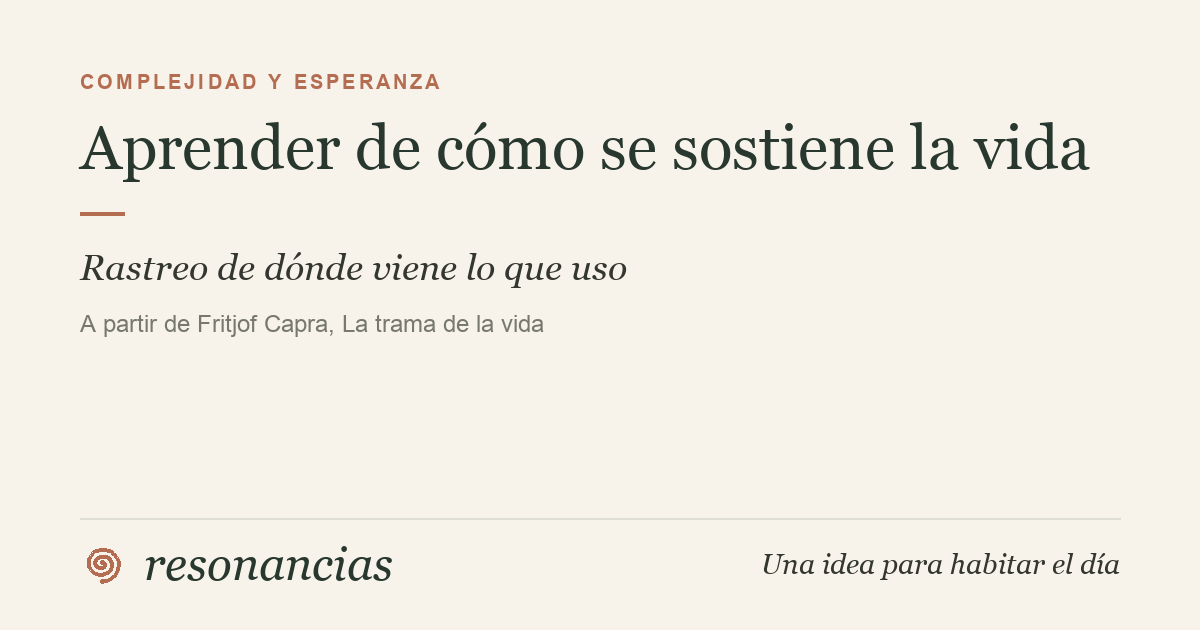 COMPLEJIDAD Y ESPERANZA
Aprender de cómo se sostiene la vida
Rastreo de dónde viene lo que uso
A partir de Fritjof Capra, La trama de la vida
resonancias
Una idea para habitar el día